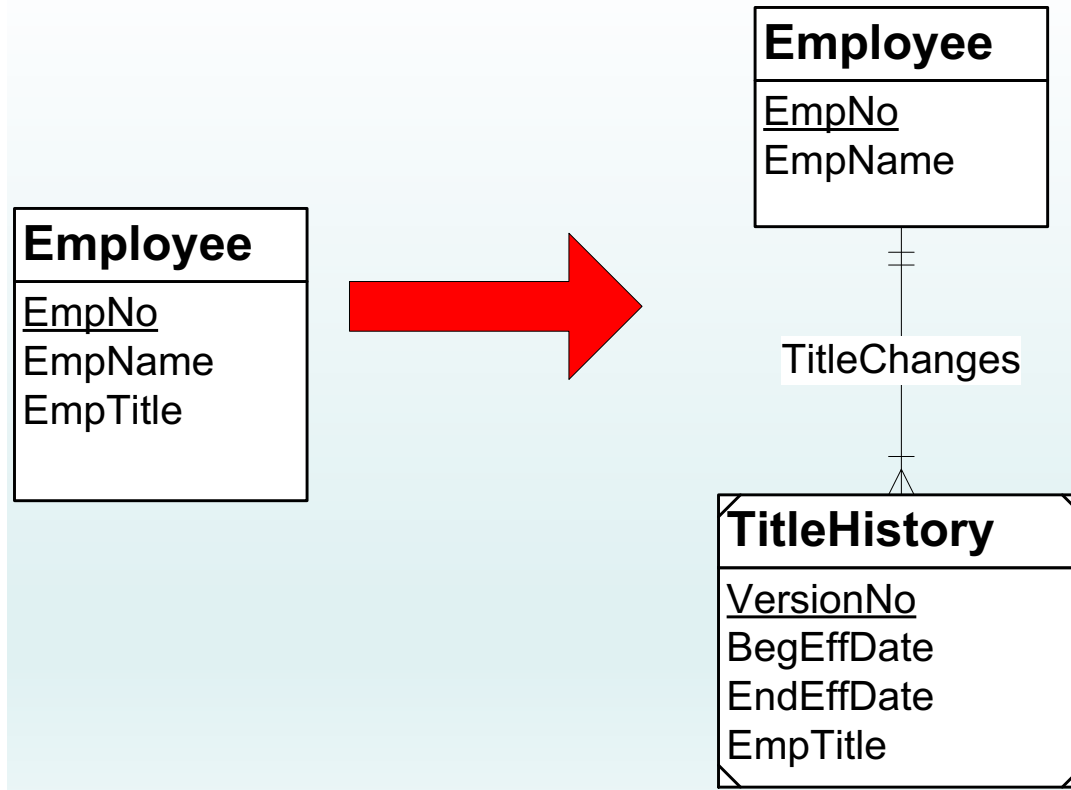 Employee
EmpNo
EmpName
EmpTitle
Employee
EmpNo
EmpName
TitleChanges
TitleHistory
VersionNo
BegEffDate
EndEffDate
EmpTitle